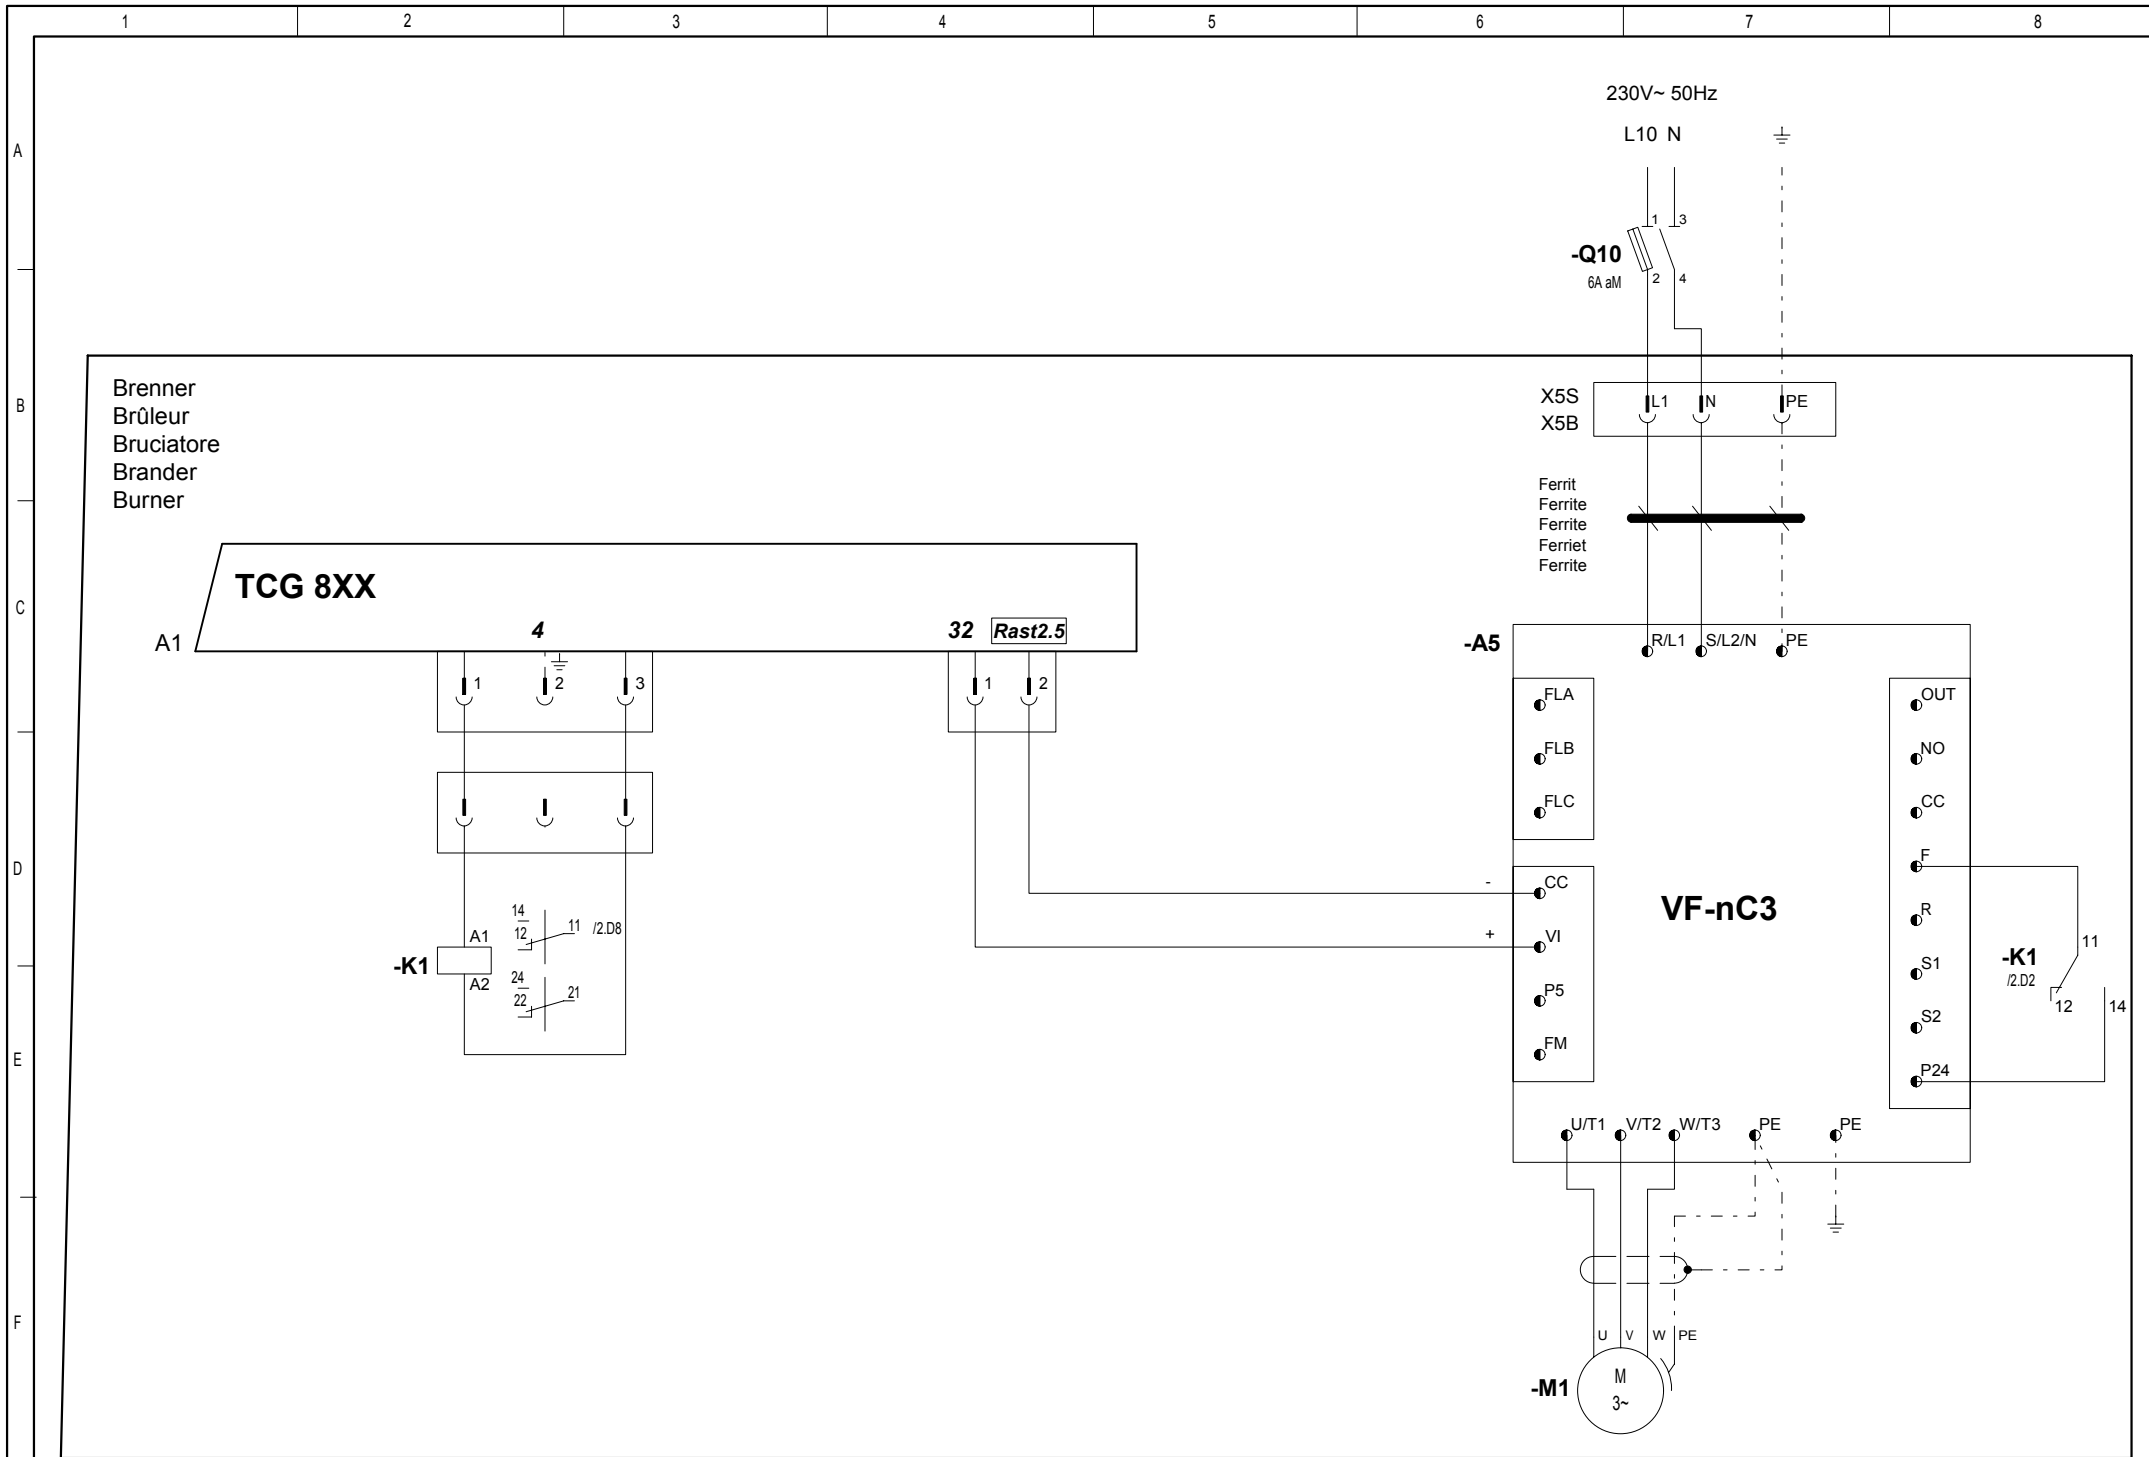 1 2 3 4 5 6 7 8
230V~ 50Hz
A
L10 N
1 3
-Q10
6A aM
2 4
Brenner
Brûleur
Bruciatore
Brander
Burner
B
X5S
X5B
L1 N PE
Ferrit
Ferrite
Ferrite
Ferriet
Ferrite
C
TCG 8XX
A1
4
32 Rast2.5
1 2 3
1 2
-A5
R/L1 S/L2/N PE
FLA
FLB
FLC
OUT
NO
CC
F
R
S1
S2
P24
D
- CC
+ VI
P5
FM
VF-nC3
-K1
A1
A2
14
12
11 /2.D8
24
22
21
-K1
/2.D2
11
12
14
E
U/T1 V/T2 W/T3 PE PE
F
U V W PE
-M1
M
3~